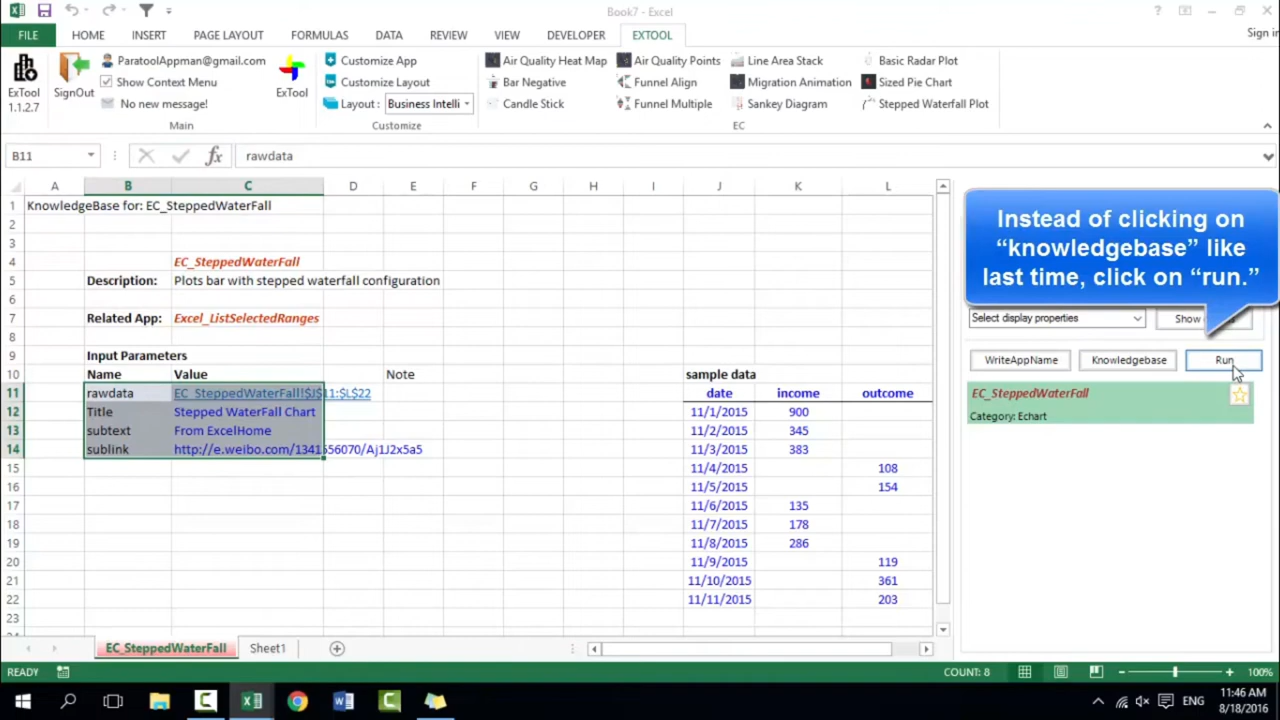 Book7 - Excel
FILE HOME INSERT PAGE LAYOUT FORMULAS DATA REVIEW VIEW DEVELOPER EXTOOL Sign in
ExTool
1.1.2.7
SignOut
ParatoolAppman@gmail.com
Show Context Menu
No new message!
Main
ExTool
Customize App
Customize Layout
Layout : Business Intelli
Customize
Air Quality Heat Map Air Quality Points Line Area Stack Basic Radar Plot
Bar Negative Funnel Align Migration Animation Sized Pie Chart
Candle Stick Funnel Multiple Sankey Diagram Stepped Waterfall Plot
EC
B11 fx rawdata
A B C D E F G H I J K L
1 KnowledgeBase for: EC_SteppedWaterFall
2
3
4 EC_SteppedWaterFall
5 Description: Plots bar with stepped waterfall configuration
6
7 Related App: Excel_ListSelectedRanges
8
9 Input Parameters
10 Name Value Note sample data
11 rawdata EC_SteppedWaterFall!$J$11:$L$22 date income outcome
12 Title Stepped WaterFall Chart 11/1/2015 900
13 subtext From ExcelHome 11/2/2015 345
14 sublink http://e.weibo.com/1341556070/Aj1J2x5a5 11/3/2015 383
15 11/4/2015 108
16 11/5/2015 154
17 11/6/2015 135
18 11/7/2015 178
19 11/8/2015 286
20 11/9/2015 119
21 11/10/2015 361
22 11/11/2015 203
23
Instead of clicking on
“knowledgebase” like
last time, click on “run.”
Select display properties Show
WriteAppName Knowledgebase Run
EC_SteppedWaterFall
Category: Echart
EC_SteppedWaterFall Sheet1
READY COUNT: 8 100%
ENG 11:46 AM
8/18/2016